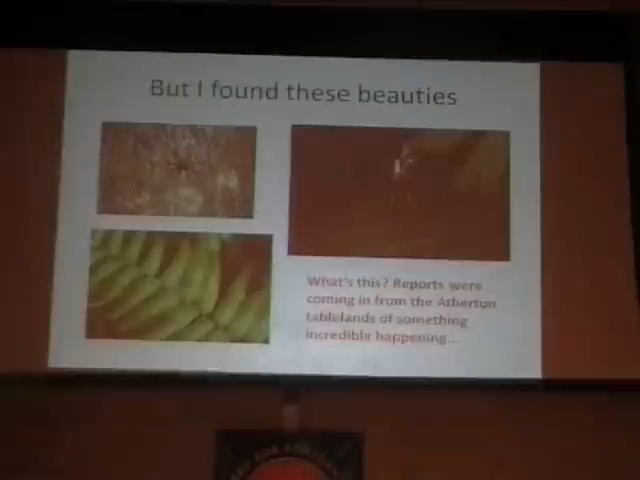 But I found these beauties
What's this? Reports were
coming in from the Atherton
tablelands of something
incredible happening...